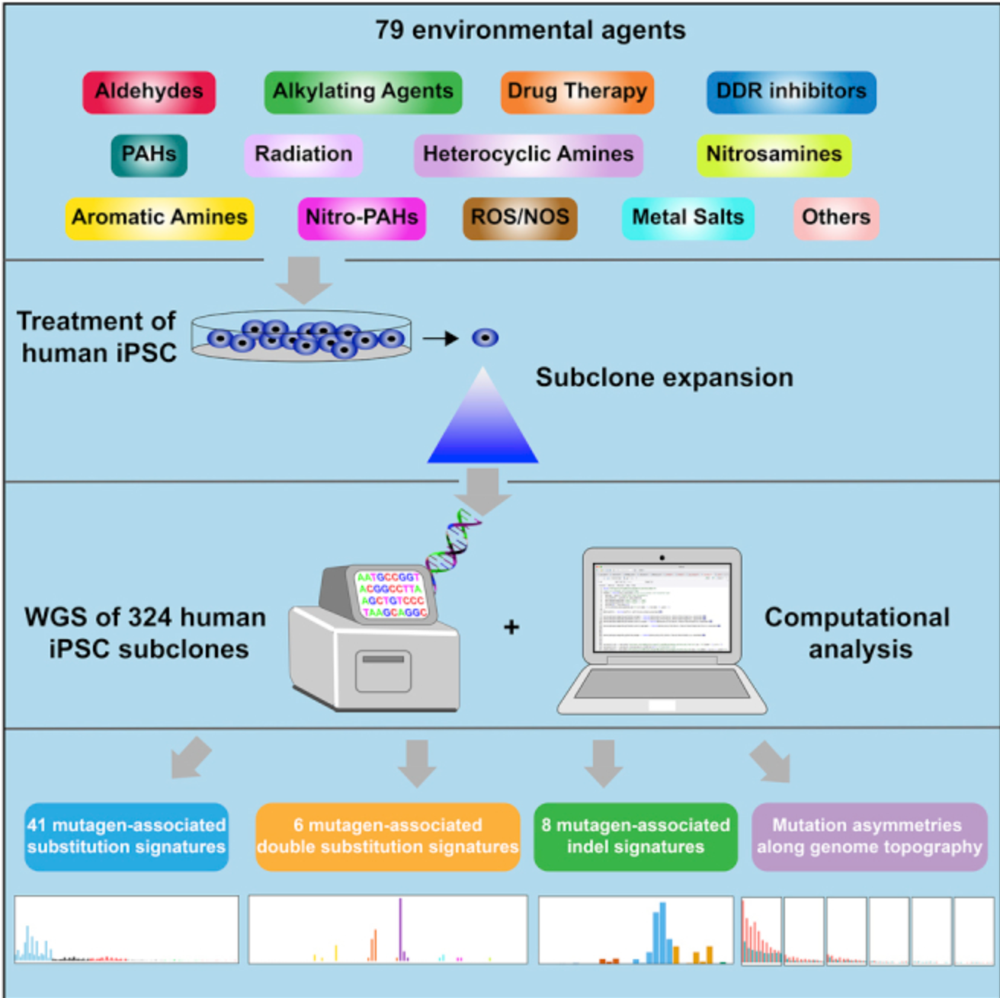 79 environmental agents
Aldehydes
Alkylating Agents
Drug Therapy
DDR inhibitors
PAHs
Radiation
Heterocyclic Amines
Nitrosamines
Aromatic Amines
Nitro-PAHs
ROS/NOS
Metal Salts
Others
Treatment of
human iPSC
Subclone expansion
AATGCCGGT
ACGGCCTTA
AGCTGTCCC
TAAGCAGGC
WGS of 324 human
iPSC subclones
+
Computational
analysis
41 mutagen-associated
substitution signatures
6 mutagen-associated
double substitution signatures
8 mutagen-associated
indel signatures
Mutation asymmetries
along genome topography